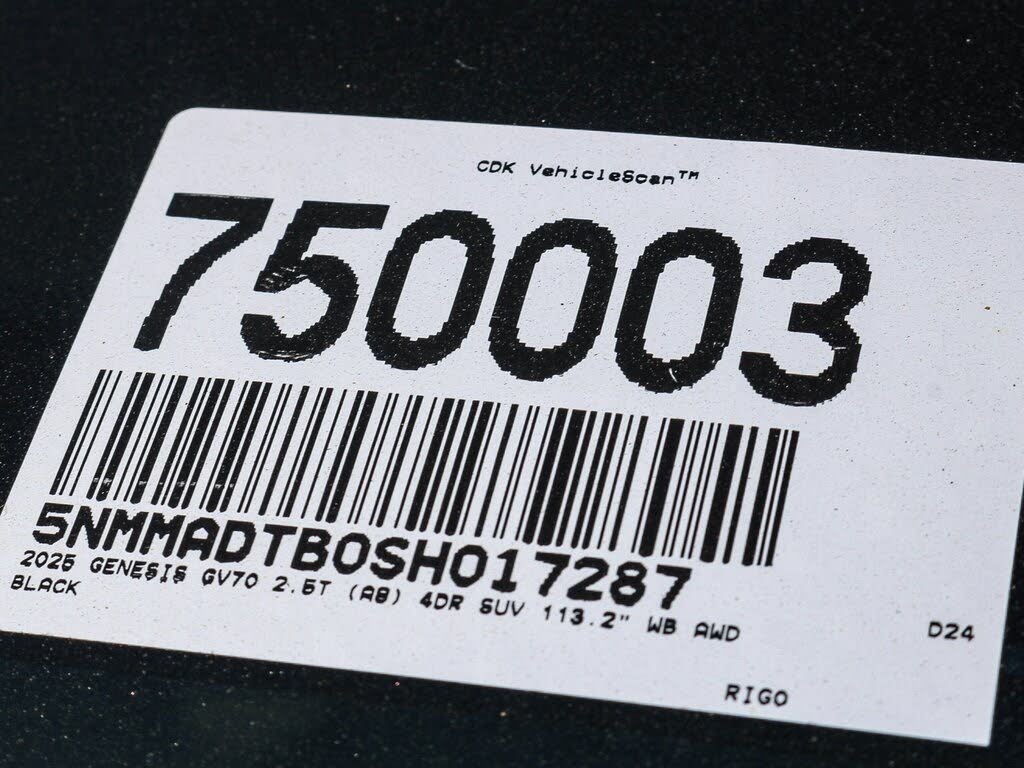 CDK VehicleScan™
750003
5NMMADTB0SH017287
2025 GENESIS GV70 2.5T (A8) 4DR SUV 113.2" WB AWD
BLACK
D24
RIGO